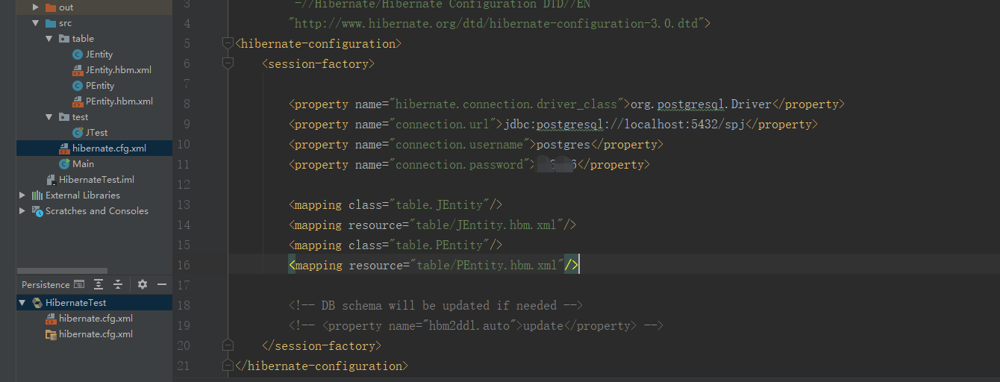 out
src
table
JEntity
JEntity.hbm.xml
PEntity
PEntity.hbm.xml
test
JTest
hibernate.cfg.xml
Main
HibernateTest.iml
External Libraries
Scratches and Consoles
Persistence
HibernateTest
hibernate.cfg.xml
hibernate.cfg.xml
3 -//Hibernate/Hibernate Configuration DTD//EN
4 "http://www.hibernate.org/dtd/hibernate-configuration-3.0.dtd">
5 <hibernate-configuration>
6 <session-factory>
7
8 <property name="hibernate.connection.driver_class">org.postgresql.Driver</property>
9 <property name="connection.url">jdbc:postgresql://localhost:5432/spj</property>
10 <property name="connection.username">postgres</property>
11 <property name="connection.password"></property>
12
13 <mapping class="table.JEntity"/>
14 <mapping resource="table/JEntity.hbm.xml"/>
15 <mapping class="table.PEntity"/>
16 <mapping resource="table/PEntity.hbm.xml"/>
17
18 <!-- DB schema will be updated if needed -->
19 <!-- <property name="hbm2ddl.auto">update</property> -->
20 </session-factory>
21 </hibernate-configuration>